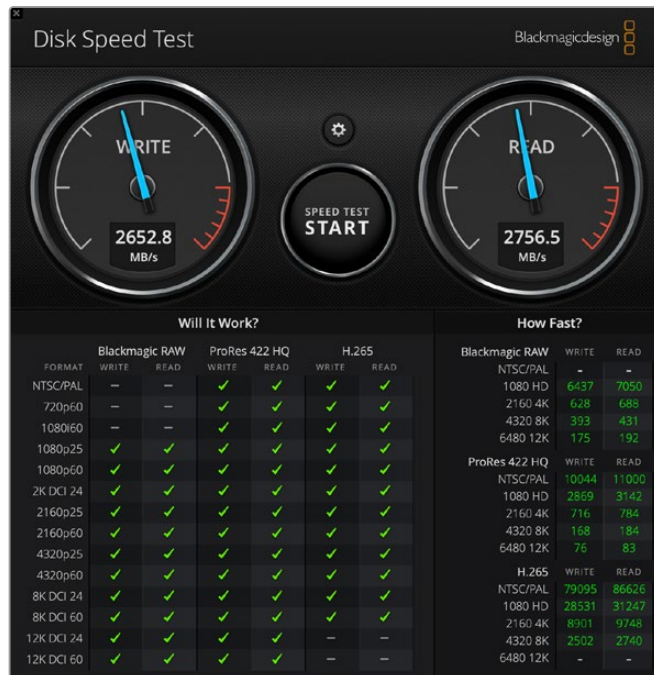 Disk Speed Test
Blackmagicdesign
WRITE
2652.8
MB/s
SPEED TEST
START
READ
2756.5
MB/s
Will It Work?
Blackmagic RAW ProRes 422 HQ H.265
FORMAT WRITE READ WRITE READ WRITE READ
NTSC/PAL – – ✓ ✓ ✓ ✓
720p60 – – ✓ ✓ ✓ ✓
1080i60 – – ✓ ✓ ✓ ✓
1080p25 ✓ ✓ ✓ ✓ ✓ ✓
1080p60 ✓ ✓ ✓ ✓ ✓ ✓
2K DCI 24 ✓ ✓ ✓ ✓ ✓ ✓
2160p25 ✓ ✓ ✓ ✓ ✓ ✓
2160p60 ✓ ✓ ✓ ✓ ✓ ✓
4320p25 ✓ ✓ ✓ ✓ ✓ ✓
4320p60 ✓ ✓ ✓ ✓ ✓ ✓
8K DCI 24 ✓ ✓ ✓ ✓ ✓ ✓
8K DCI 60 ✓ ✓ ✓ ✓ ✓ ✓
12K DCI 24 ✓ ✓ ✓ ✓ – –
12K DCI 60 ✓ ✓ ✓ ✓ – –
How Fast?
Blackmagic RAW WRITE READ
NTSC/PAL - -
1080 HD 6437 7050
2160 4K 628 688
4320 8K 393 431
6480 12K 175 192
ProRes 422 HQ WRITE READ
NTSC/PAL 10044 11000
1080 HD 2869 3142
2160 4K 716 784
4320 8K 168 184
6480 12K 76 83
H.265 WRITE READ
NTSC/PAL 79095 86626
1080 HD 28531 31247
2160 4K 8901 9748
4320 8K 2502 2740
6480 12K - -